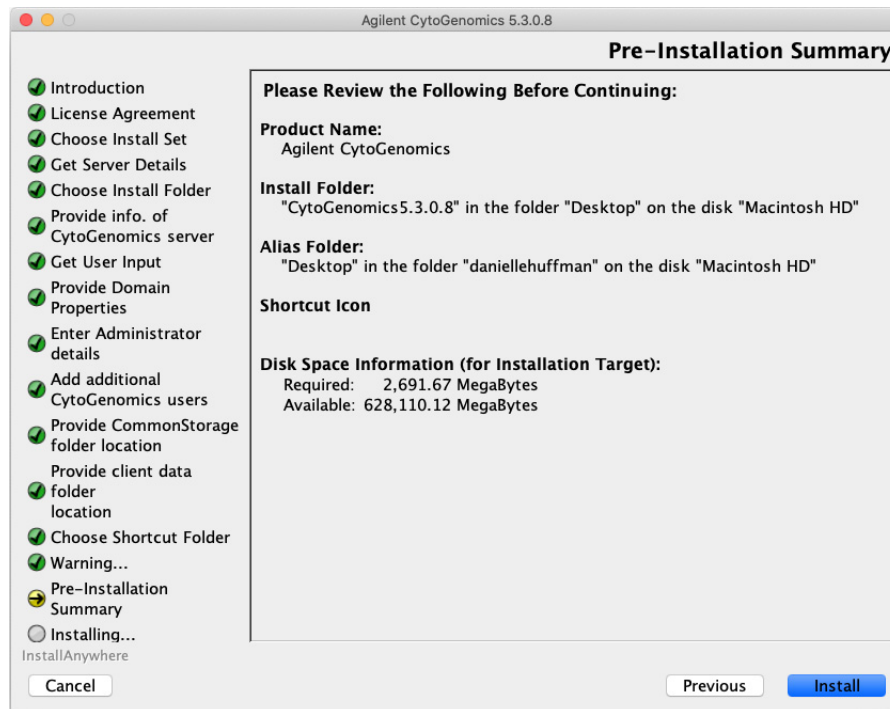 Agilent CytoGenomics 5.3.0.8
Pre-Installation Summary
Introduction
License Agreement
Choose Install Set
Get Server Details
Choose Install Folder
Provide info. of
CytoGenomics server
Get User Input
Provide Domain
Properties
Enter Administrator
details
Add additional
CytoGenomics users
Provide CommonStorage
folder location
Provide client data
folder
location
Choose Shortcut Folder
Warning...
Pre-Installation
Summary
Installing...
Please Review the Following Before Continuing:
Product Name:
Agilent CytoGenomics
Install Folder:
"CytoGenomics5.3.0.8" in the folder "Desktop" on the disk "Macintosh HD"
Alias Folder:
"Desktop" in the folder "daniellehuffman" on the disk "Macintosh HD"
Shortcut Icon
Disk Space Information (for Installation Target):
Required: 2,691.67 MegaBytes
Available: 628,110.12 MegaBytes
InstallAnywhere
Cancel
Previous
Install